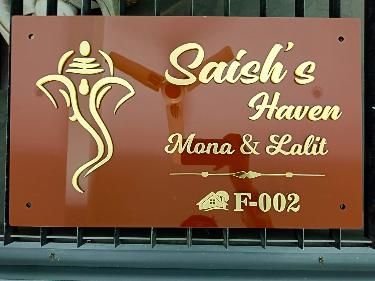 Saish's
Haven
Mona & Lalit
F-002